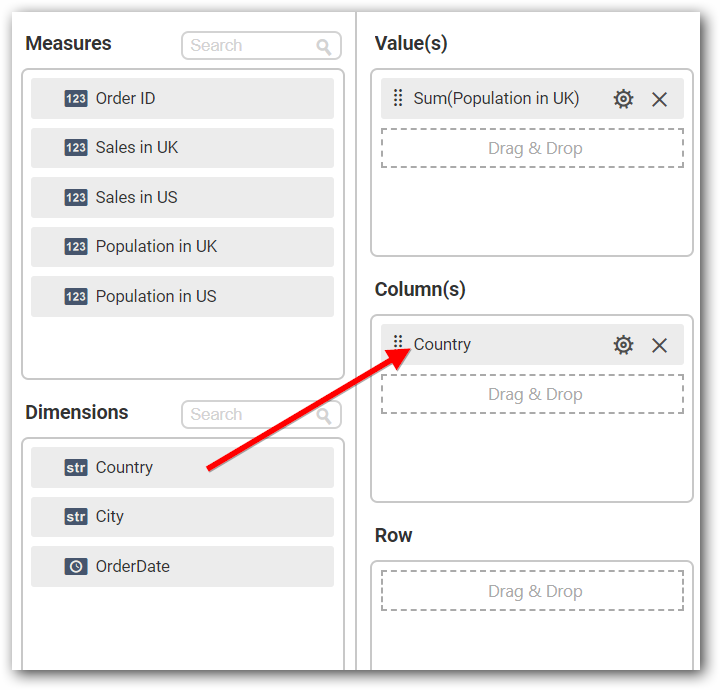 Measures
Search
123 Order ID
123 Sales in UK
123 Sales in US
123 Population in UK
123 Population in US
Dimensions
Search
str Country
str City
OrderDate
Value(s)
Sum(Population in UK)
Drag & Drop
Column(s)
Country
Drag & Drop
Row
Drag & Drop